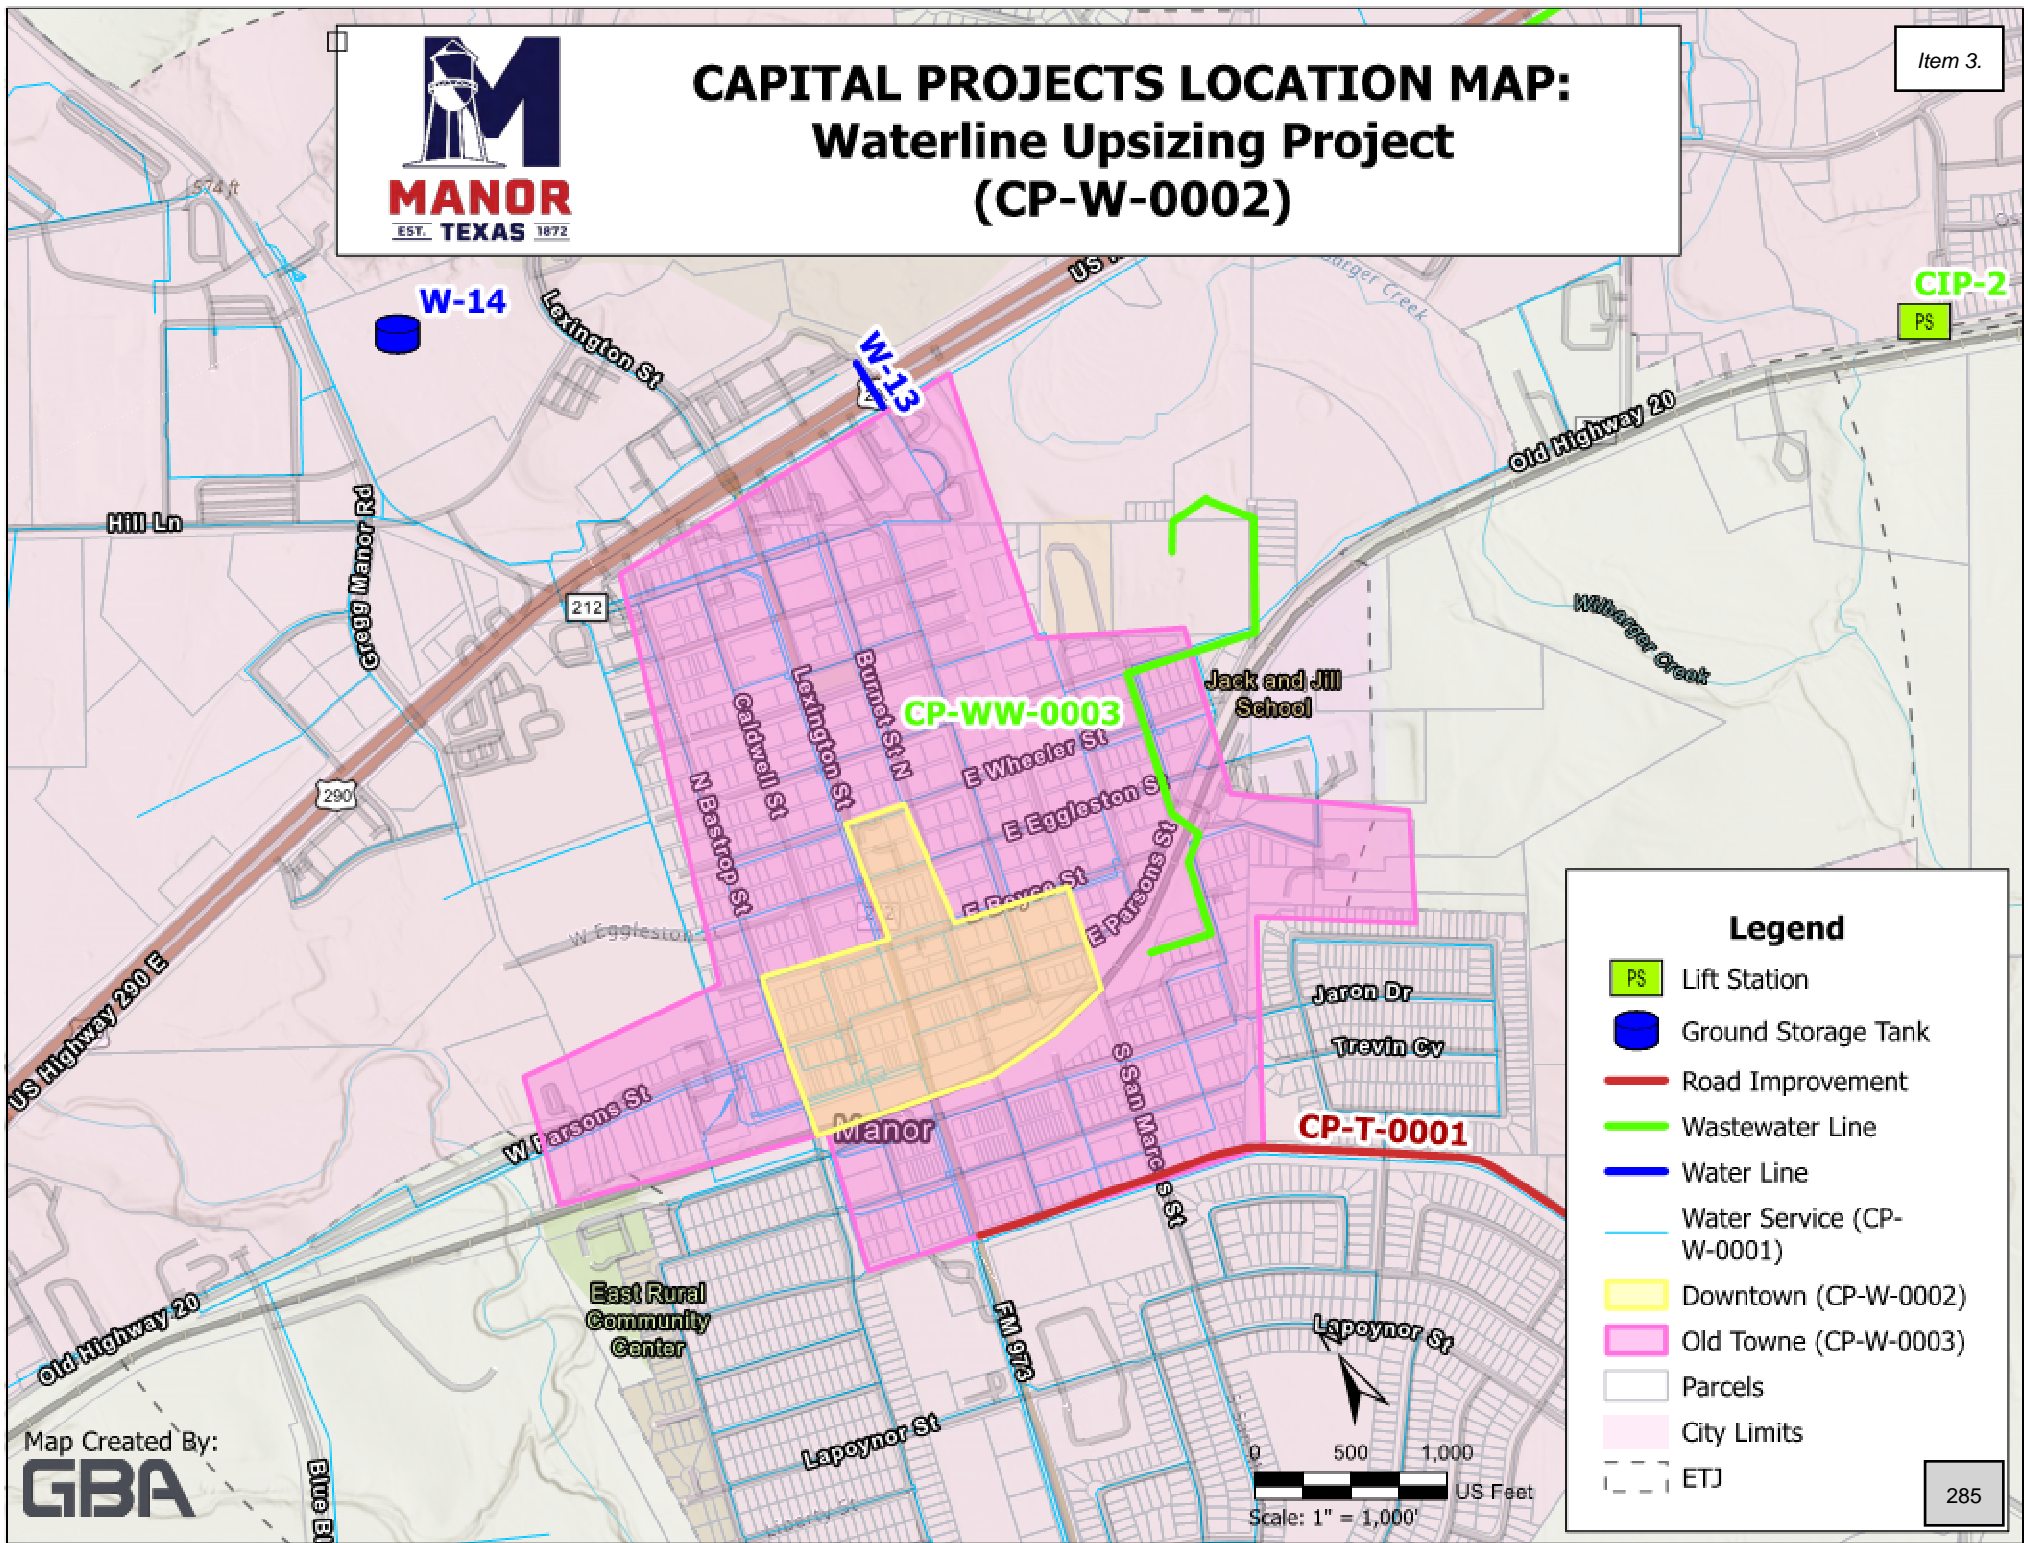 Item 3.
MANOR
EST. TEXAS 1872
CAPITAL PROJECTS LOCATION MAP:
Waterline Upsizing Project
(CP-W-0002)
574 ft
W-14
Lexington St
US
W-13
CIP-2
PS
Old Highway 20
Hill Ln
Gregg Manor Rd
212
290
Wilbarger Creek
Jack and Jill
School
CP-WW-0003
Burnet St N
Lexington St
Caldwell St
N Bastrop St
E Wheeler St
E Eggleston S
E Boyce St
E Parsons St
W Eggleston
US Highway 290 E
W Parsons St
Manor
S San Marcos St
Jaron Dr
Trevin Cv
CP-T-0001
East Rural
Community
Center
Old Highway 20
FM 973
Lapoynor St
Lapoynor St
Blue Bl
Map Created By:
GBA
0 500 1,000
US Feet
Scale: 1" = 1,000'
Legend
PS Lift Station
Ground Storage Tank
Road Improvement
Wastewater Line
Water Line
Water Service (CP-
W-0001)
Downtown (CP-W-0002)
Old Towne (CP-W-0003)
Parcels
City Limits
ETJ
285